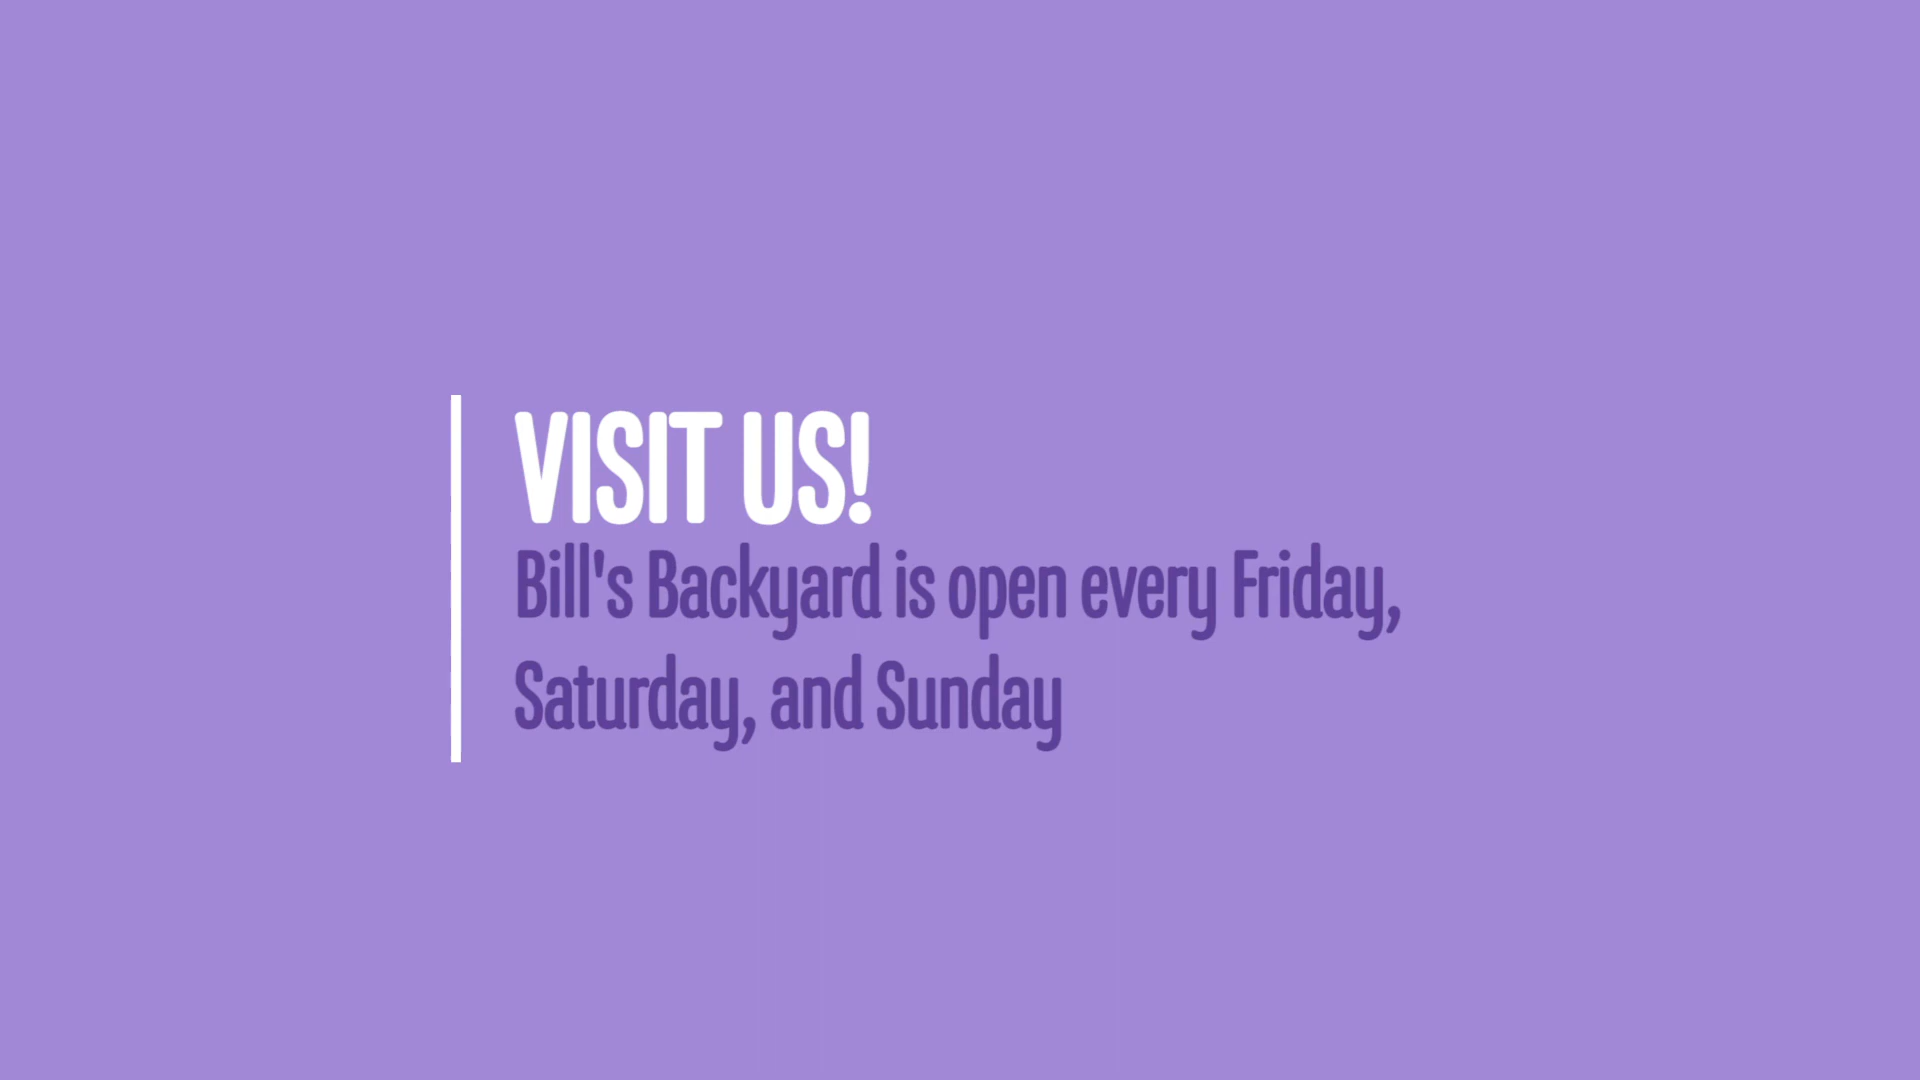 VISIT US!
Bill's Backyard is open every Friday,
Saturday, and Sunday